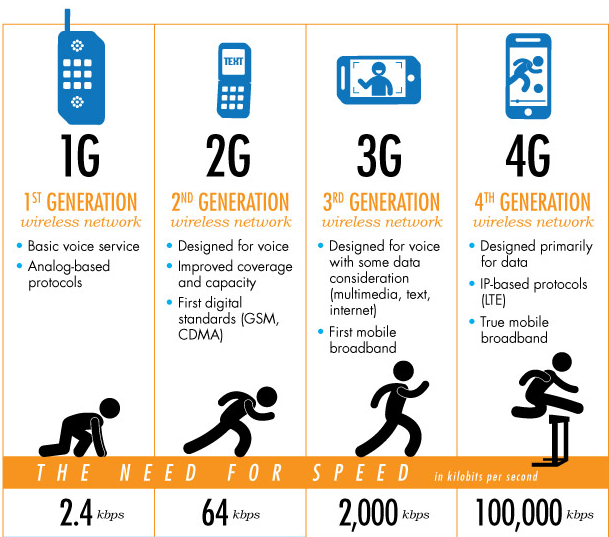 TEXT
1G
1ST GENERATION
wireless network
• Basic voice service
• Analog-based
protocols
2G
2ND GENERATION
wireless network
• Designed for voice
• Improved coverage
and capacity
• First digital
standards (GSM,
CDMA)
3G
3RD GENERATION
wireless network
• Designed for voice
with some data
consideration
(multimedia, text,
internet)
• First mobile
broadband
4G
4TH GENERATION
wireless network
• Designed primarily
for data
• IP-based protocols
(LTE)
• True mobile
broadband
THE NEED FOR SPEED in kilobits per second
2.4 kbps
64 kbps
2,000 kbps
100,000 kbps